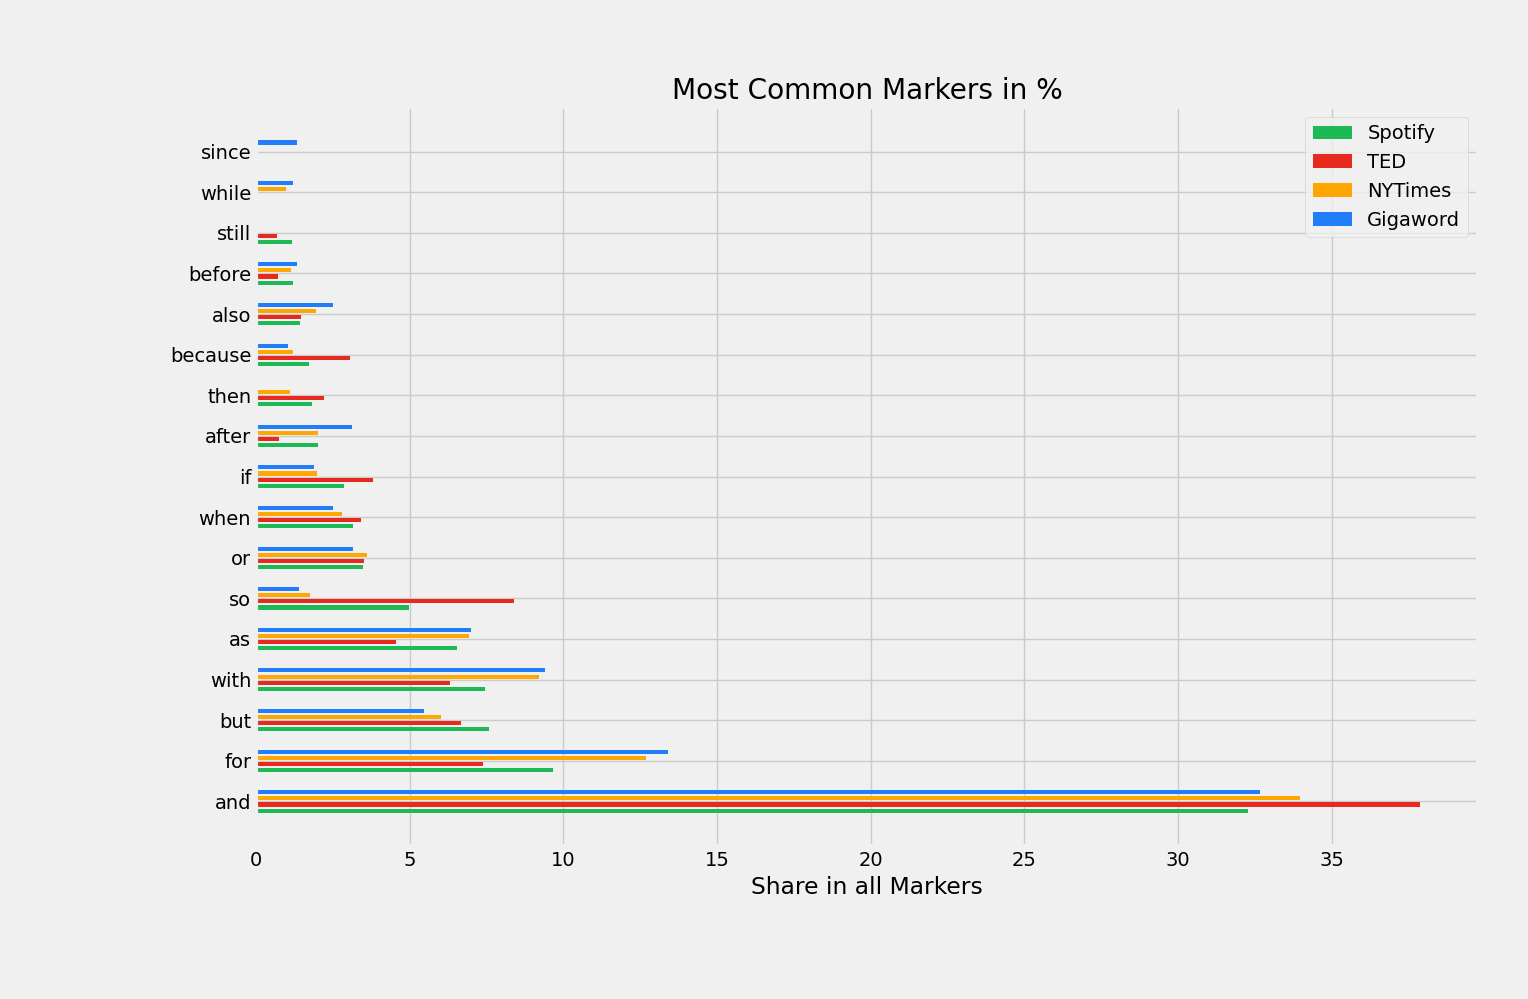 Most Common Markers in %
Spotify
TED
NYTimes
Gigaword
since
while
still
before
also
because
then
after
if
when
or
so
as
with
but
for
and
0 5 10 15 20 25 30 35
Share in all Markers